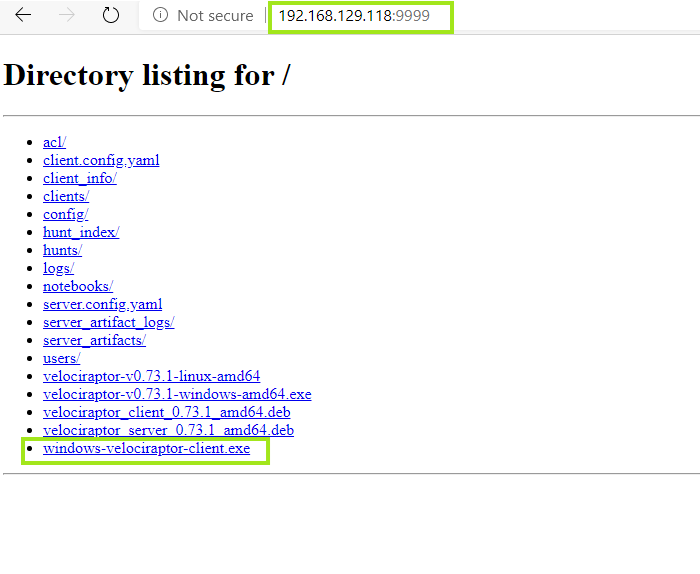 Not secure | 192.168.129.118:9999
Directory listing for /
acl/
client.config.yaml
client_info/
clients/
config/
hunt_index/
hunts/
logs/
notebooks/
server.config.yaml
server_artifact_logs/
server_artifacts/
users/
velociraptor-v0.73.1-linux-amd64
velociraptor-v0.73.1-windows-amd64.exe
velociraptor_client_0.73.1_amd64.deb
velociraptor_server_0.73.1_amd64.deb
windows-velociraptor-client.exe